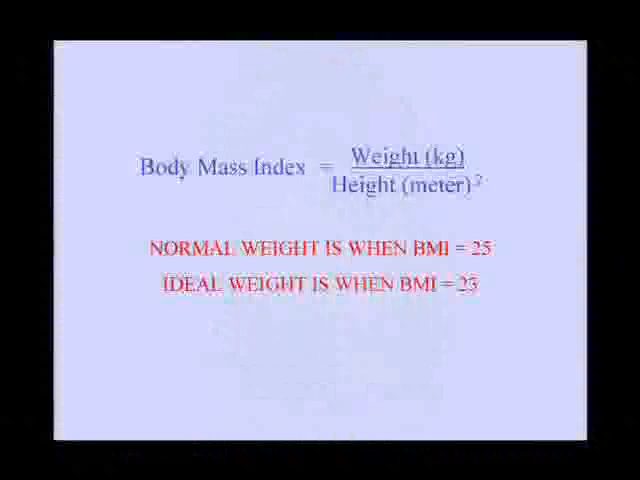 Body Mass Index = Weight (kg)
Height (meter)²
NORMAL WEIGHT IS WHEN BMI = 25
IDEAL WEIGHT IS WHEN BMI = 23